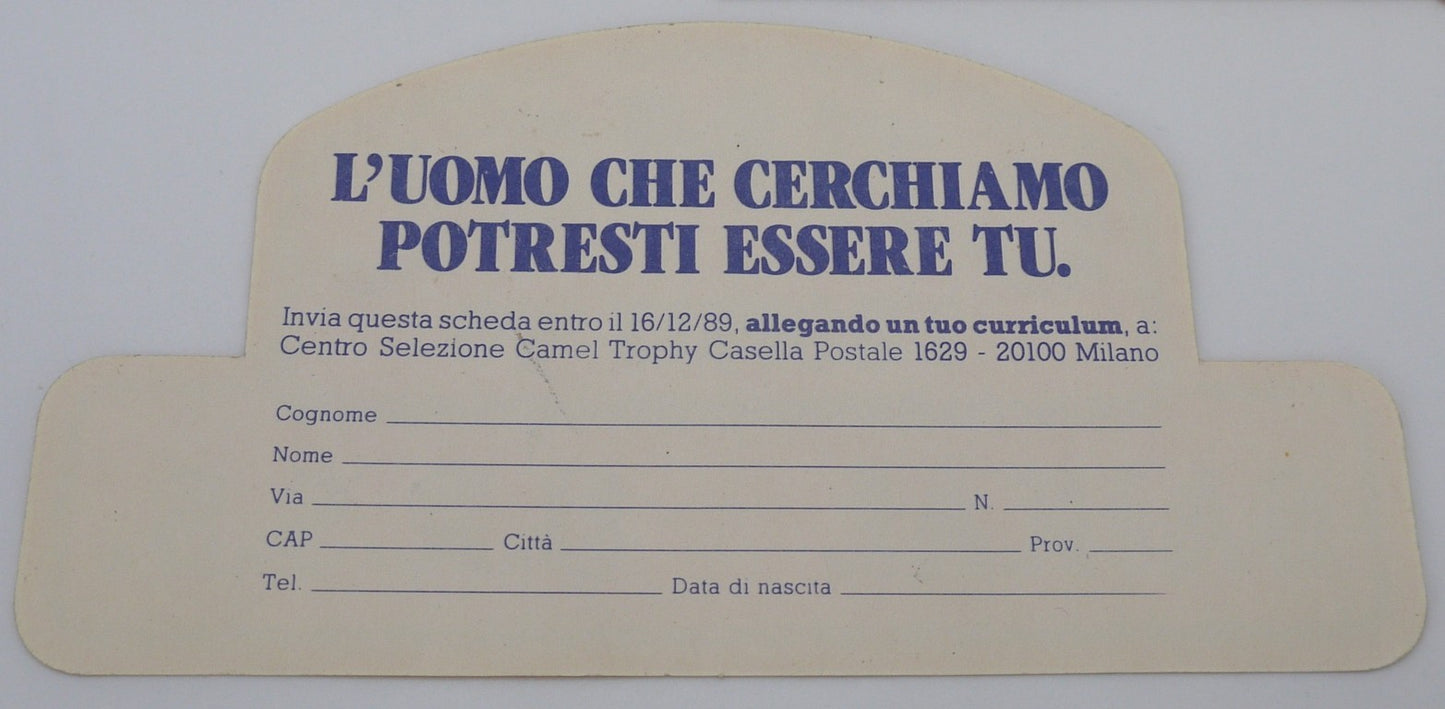 L'UOMO CHE CERCHIAMO
POTRESTI ESSERE TU.
Invia questa scheda entro il 16/12/89, allegando un tuo curriculum, a:
Centro Selezione Camel Trophy Casella Postale 1629 - 20100 Milano
Cognome
Nome
Via N.
CAP Città Prov.
Tel. Data di nascita